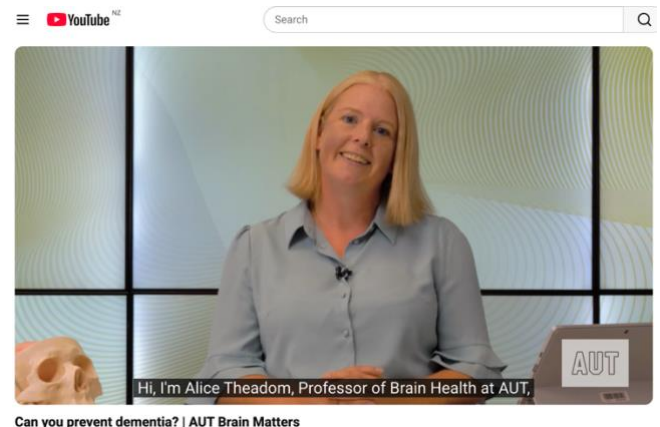 YouTube NZ
Search
Hi, I'm Alice Theadom, Professor of Brain Health at AUT,
AUT
Can you prevent dementia? | AUT Brain Matters